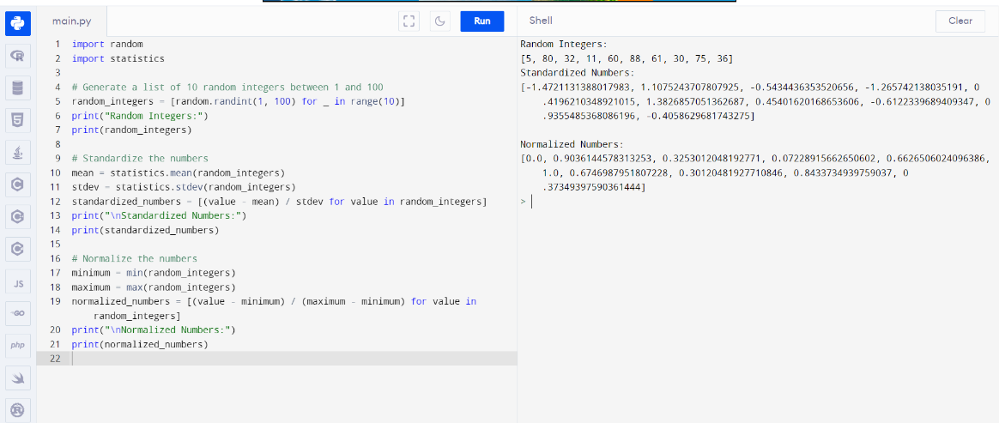 main.py
Run
Shell
Clear
1 import random
2 import statistics
3
4 # Generate a list of 10 random integers between 1 and 100
5 random_integers = [random.randint(1, 100) for _ in range(10)]
6 print("Random Integers:")
7 print(random_integers)
8
9 # Standardize the numbers
10 mean = statistics.mean(random_integers)
11 stdev = statistics.stdev(random_integers)
12 standardized_numbers = [(value - mean) / stdev for value in random_integers]
13 print("\nStandardized Numbers:")
14 print(standardized_numbers)
15
16 # Normalize the numbers
17 minimum = min(random_integers)
18 maximum = max(random_integers)
19 normalized_numbers = [(value - minimum) / (maximum - minimum) for value in
random_integers]
20 print("\nNormalized Numbers:")
21 print(normalized_numbers)
22
JS
GO
php
Random Integers:
[5, 80, 32, 11, 60, 88, 61, 30, 75, 36]
Standardized Numbers:
[-1.4721131388017983, 1.1075243707807925, -0.5434436353520656, -1.265742138035191, 0
.4196210348921015, 1.3826857051362687, 0.45401620168653606, -0.6122339689409347, 0
.9355485368086196, -0.4058629681743275]
Normalized Numbers:
[0.0, 0.9036144578313253, 0.3253012048192771, 0.07228915662650602, 0.6626506024096386,
1.0, 0.6746987951807228, 0.30120481927710846, 0.8433734939759037, 0
.37349397590361444]
>